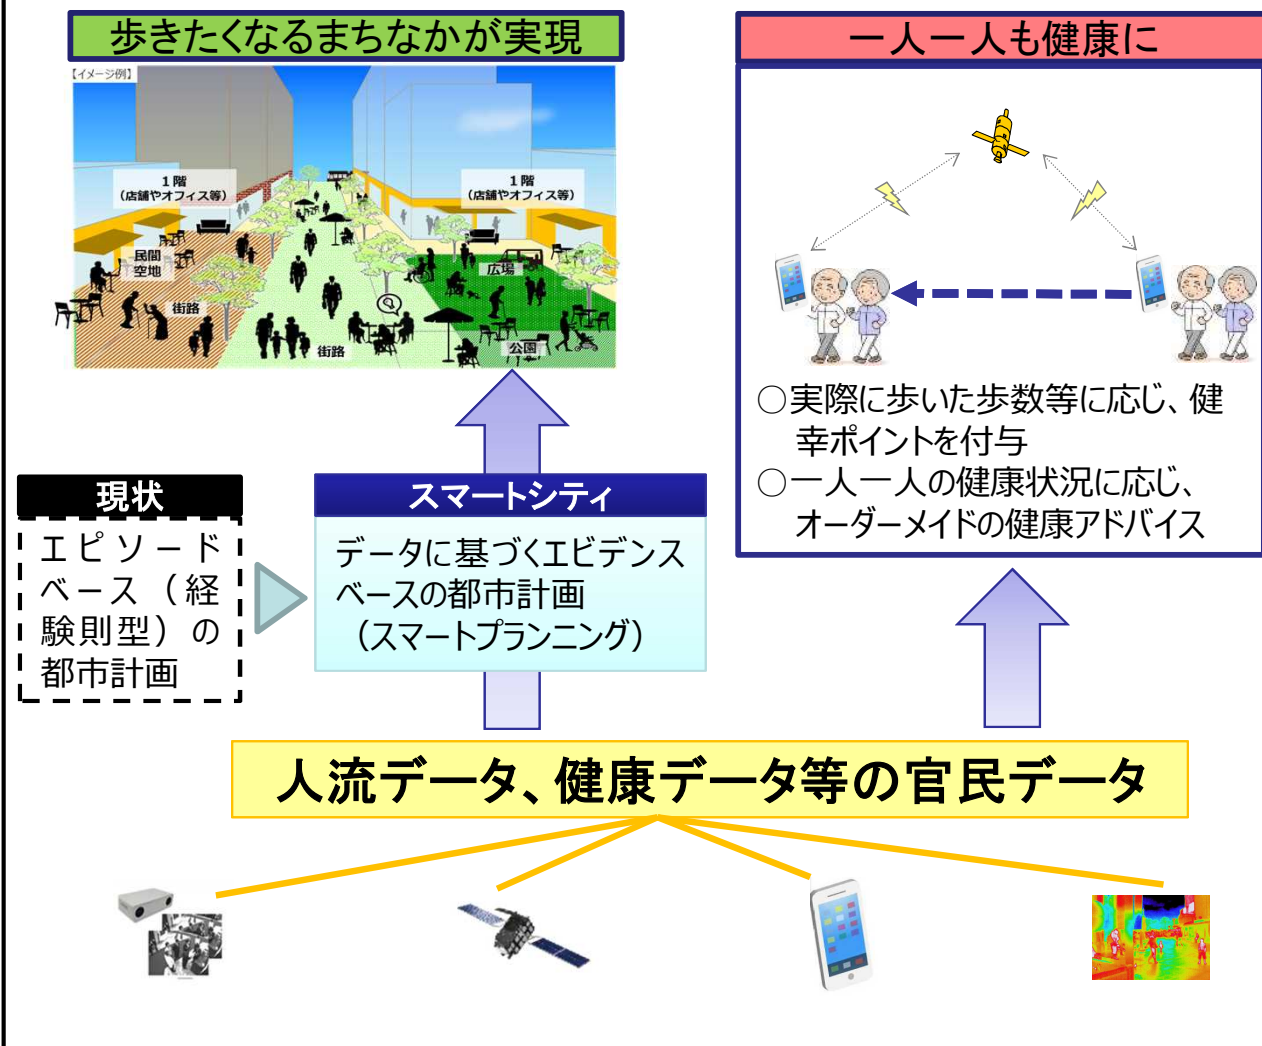 歩きたくなるまちなかが実現
【イメージ例】
1階
(店舗やオフィス等)
1階
(店舗やオフィス等)
民間
空地
広場
街路
街路
公園
一人一人も健康に
○実際に歩いた歩数等に応じ、健
幸ポイントを付与
○一人一人の健康状況に応じ、
オーダーメイドの健康アドバイス
現状
エピソード
ベース（経
験則型）の
都市計画
スマートシティ
データに基づくエビデンス
ベースの都市計画
（スマートプランニング）
人流データ、健康データ等の官民データ